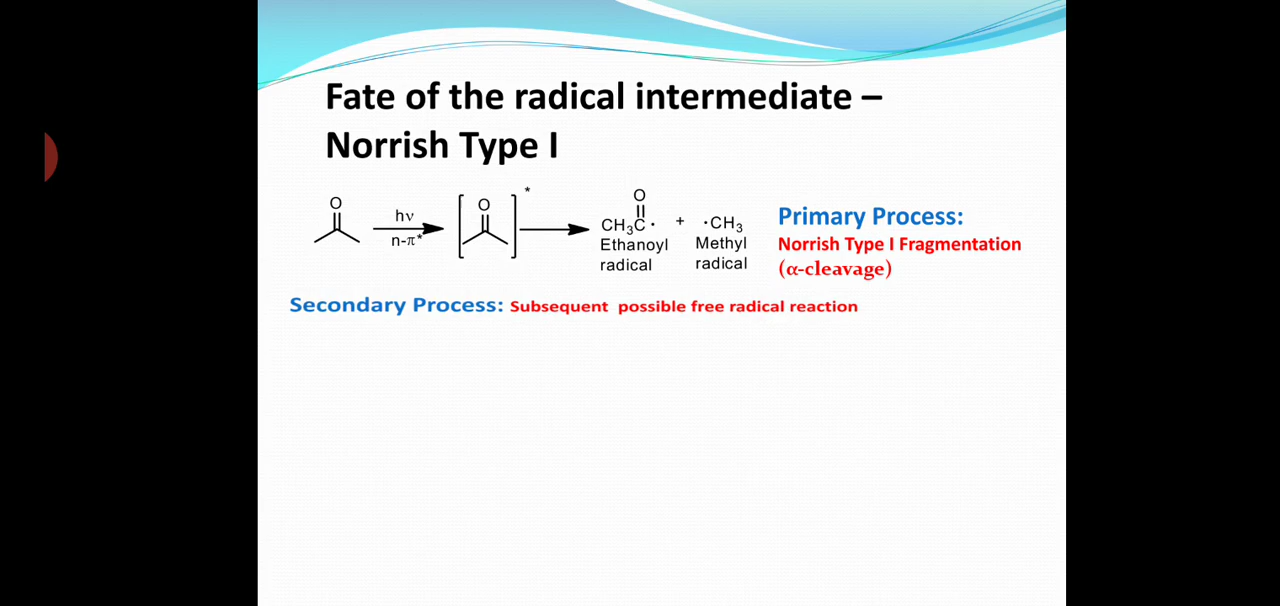 Fate of the radical intermediate –
Norrish Type I
O
hν
n-π*
O
*
O
CH₃C· + ·CH₃
Ethanoyl radical
Methyl radical
Primary Process:
Norrish Type I Fragmentation
(α-cleavage)
Secondary Process: Subsequent possible free radical reaction